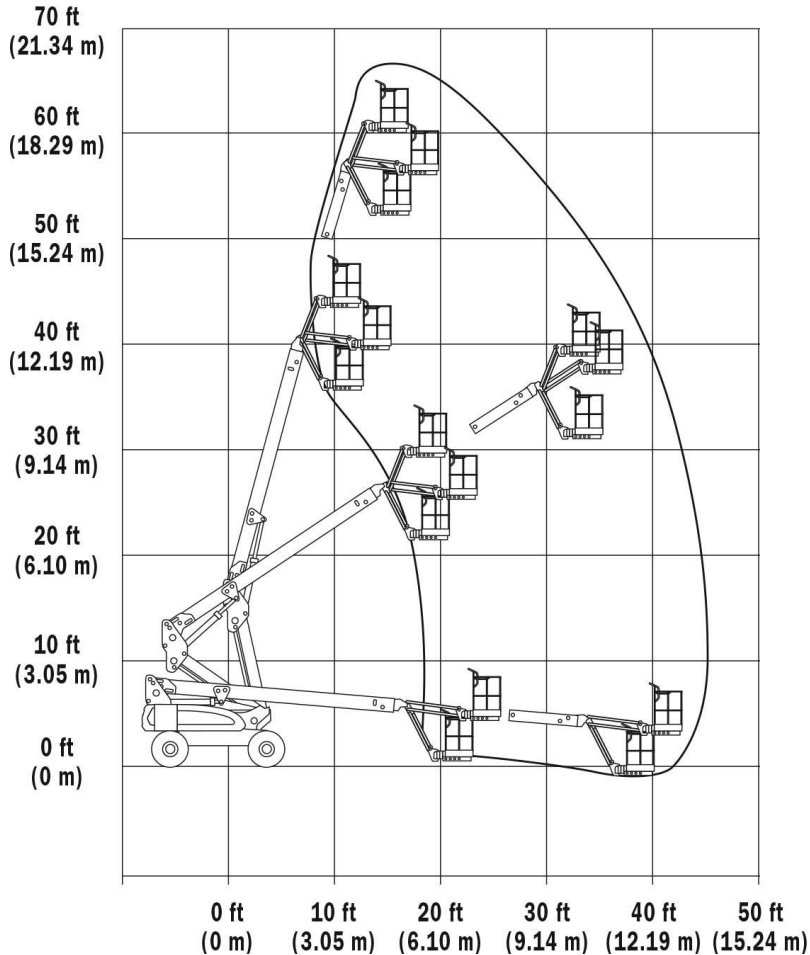 70 ft
(21.34 m)
60 ft
(18.29 m)
50 ft
(15.24 m)
40 ft
(12.19 m)
30 ft
(9.14 m)
20 ft
(6.10 m)
10 ft
(3.05 m)
0 ft
(0 m)
0 ft 10 ft 20 ft 30 ft 40 ft 50 ft
(0 m) (3.05 m) (6.10 m) (9.14 m) (12.19 m) (15.24 m)